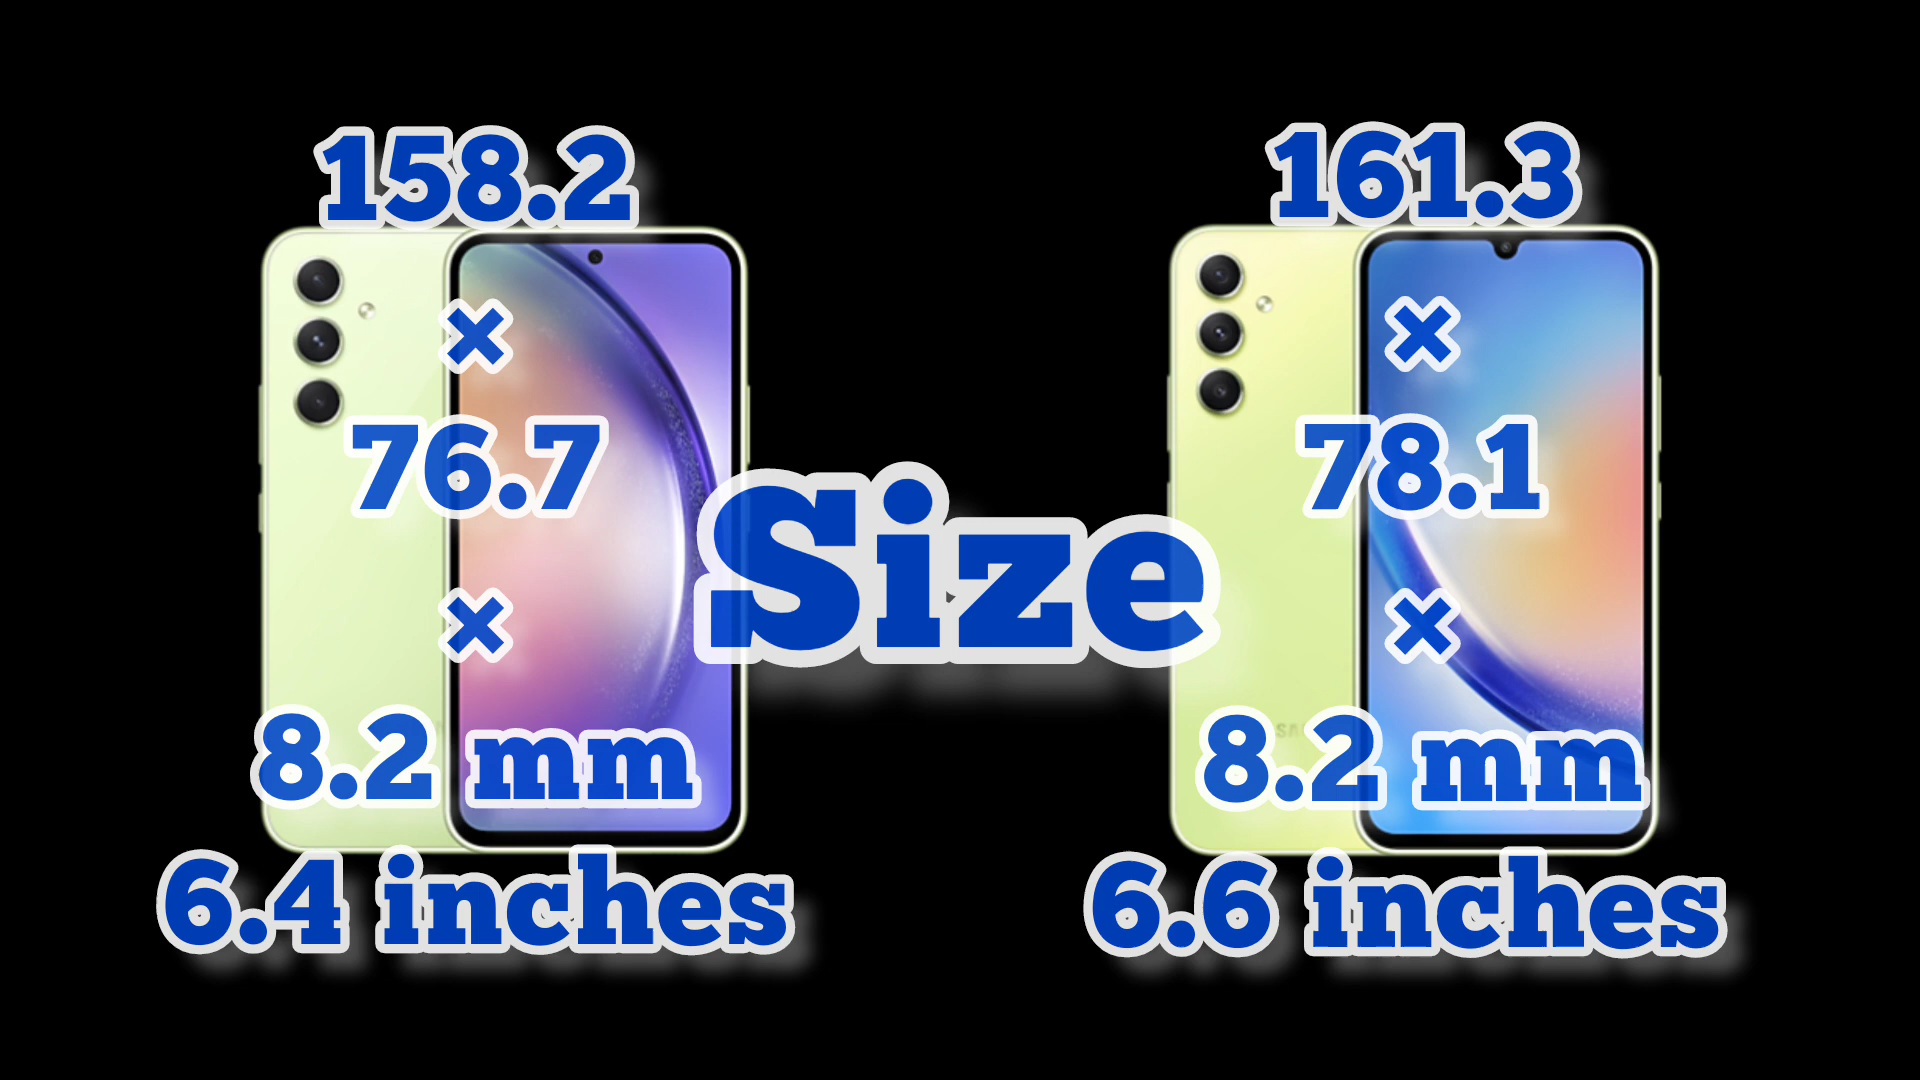 158.2
×
76.7
×
8.2 mm
6.4 inches
Size
161.3
×
78.1
×
8.2 mm
6.6 inches